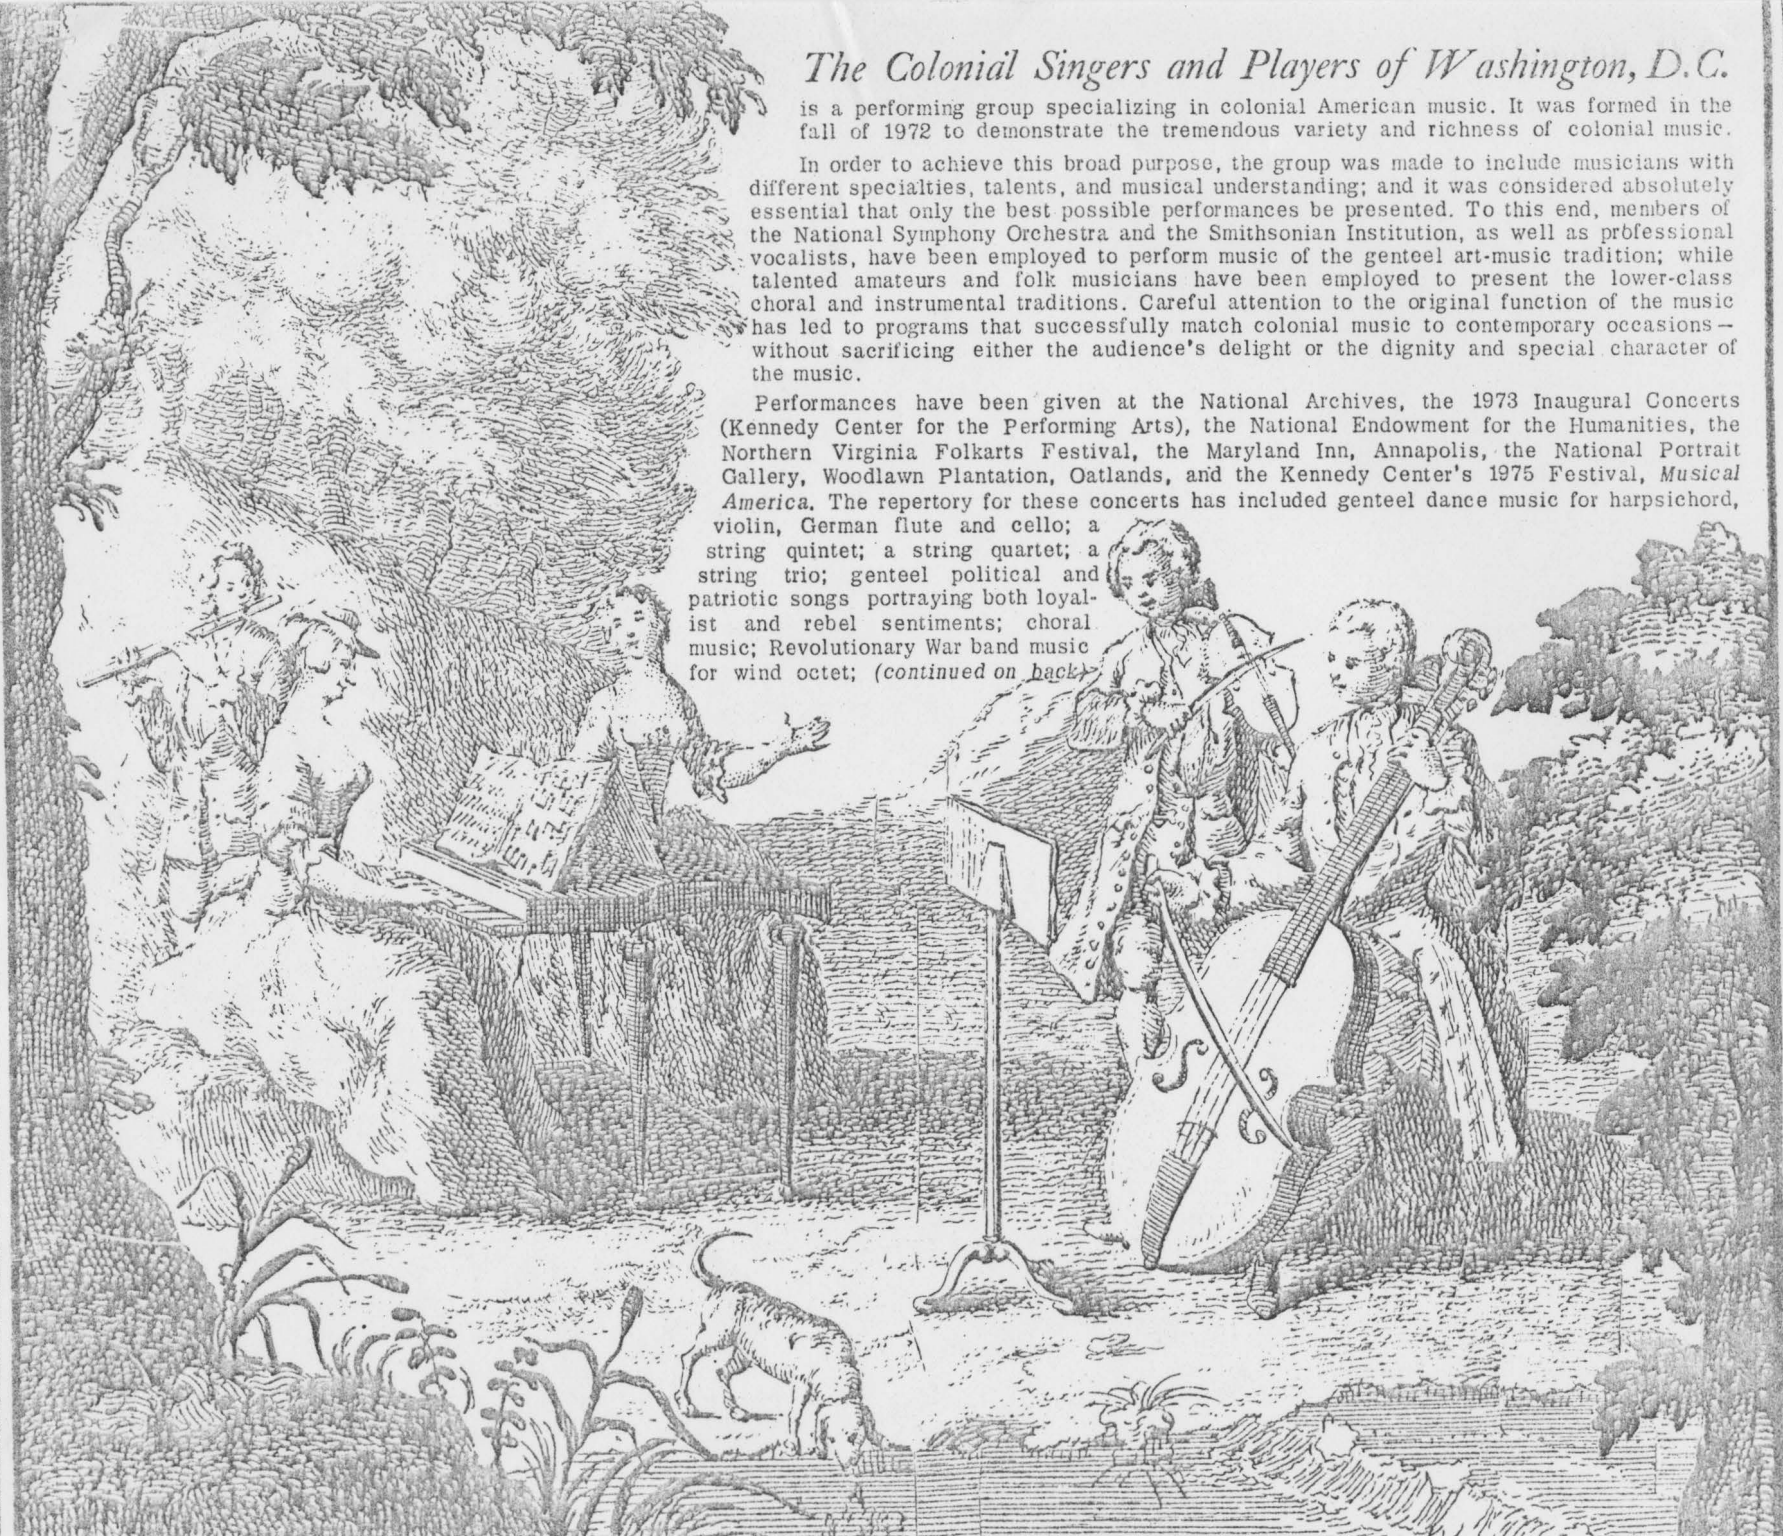 The Colonial Singers and Players of Washington, D.C.
is a performing group specializing in colonial American music. It was formed in the
fall of 1972 to demonstrate the tremendous variety and richness of colonial music.
In order to achieve this broad purpose, the group was made to include musicians with
different specialties, talents, and musical understanding; and it was considered absolutely
essential that only the best possible performances be presented. To this end, members of
the National Symphony Orchestra and the Smithsonian Institution, as well as professional
vocalists, have been employed to perform music of the genteel art-music tradition; while
talented amateurs and folk musicians have been employed to present the lower-class
choral and instrumental traditions. Careful attention to the original function of the music
has led to programs that successfully match colonial music to contemporary occasions —
without sacrificing either the audience's delight or the dignity and special character of
the music.
Performances have been given at the National Archives, the 1973 Inaugural Concerts
(Kennedy Center for the Performing Arts), the National Endowment for the Humanities, the
Northern Virginia Folkarts Festival, the Maryland Inn, Annapolis, the National Portrait
Gallery, Woodlawn Plantation, Oatlands, and the Kennedy Center's 1975 Festival, Musical
America. The repertory for these concerts has included genteel dance music for harpsichord,
violin, German flute and cello; a
string quintet; a string quartet; a
string trio; genteel political and
patriotic songs portraying both loyal-
ist and rebel sentiments; choral
music; Revolutionary War band music
for wind octet; (continued on back)